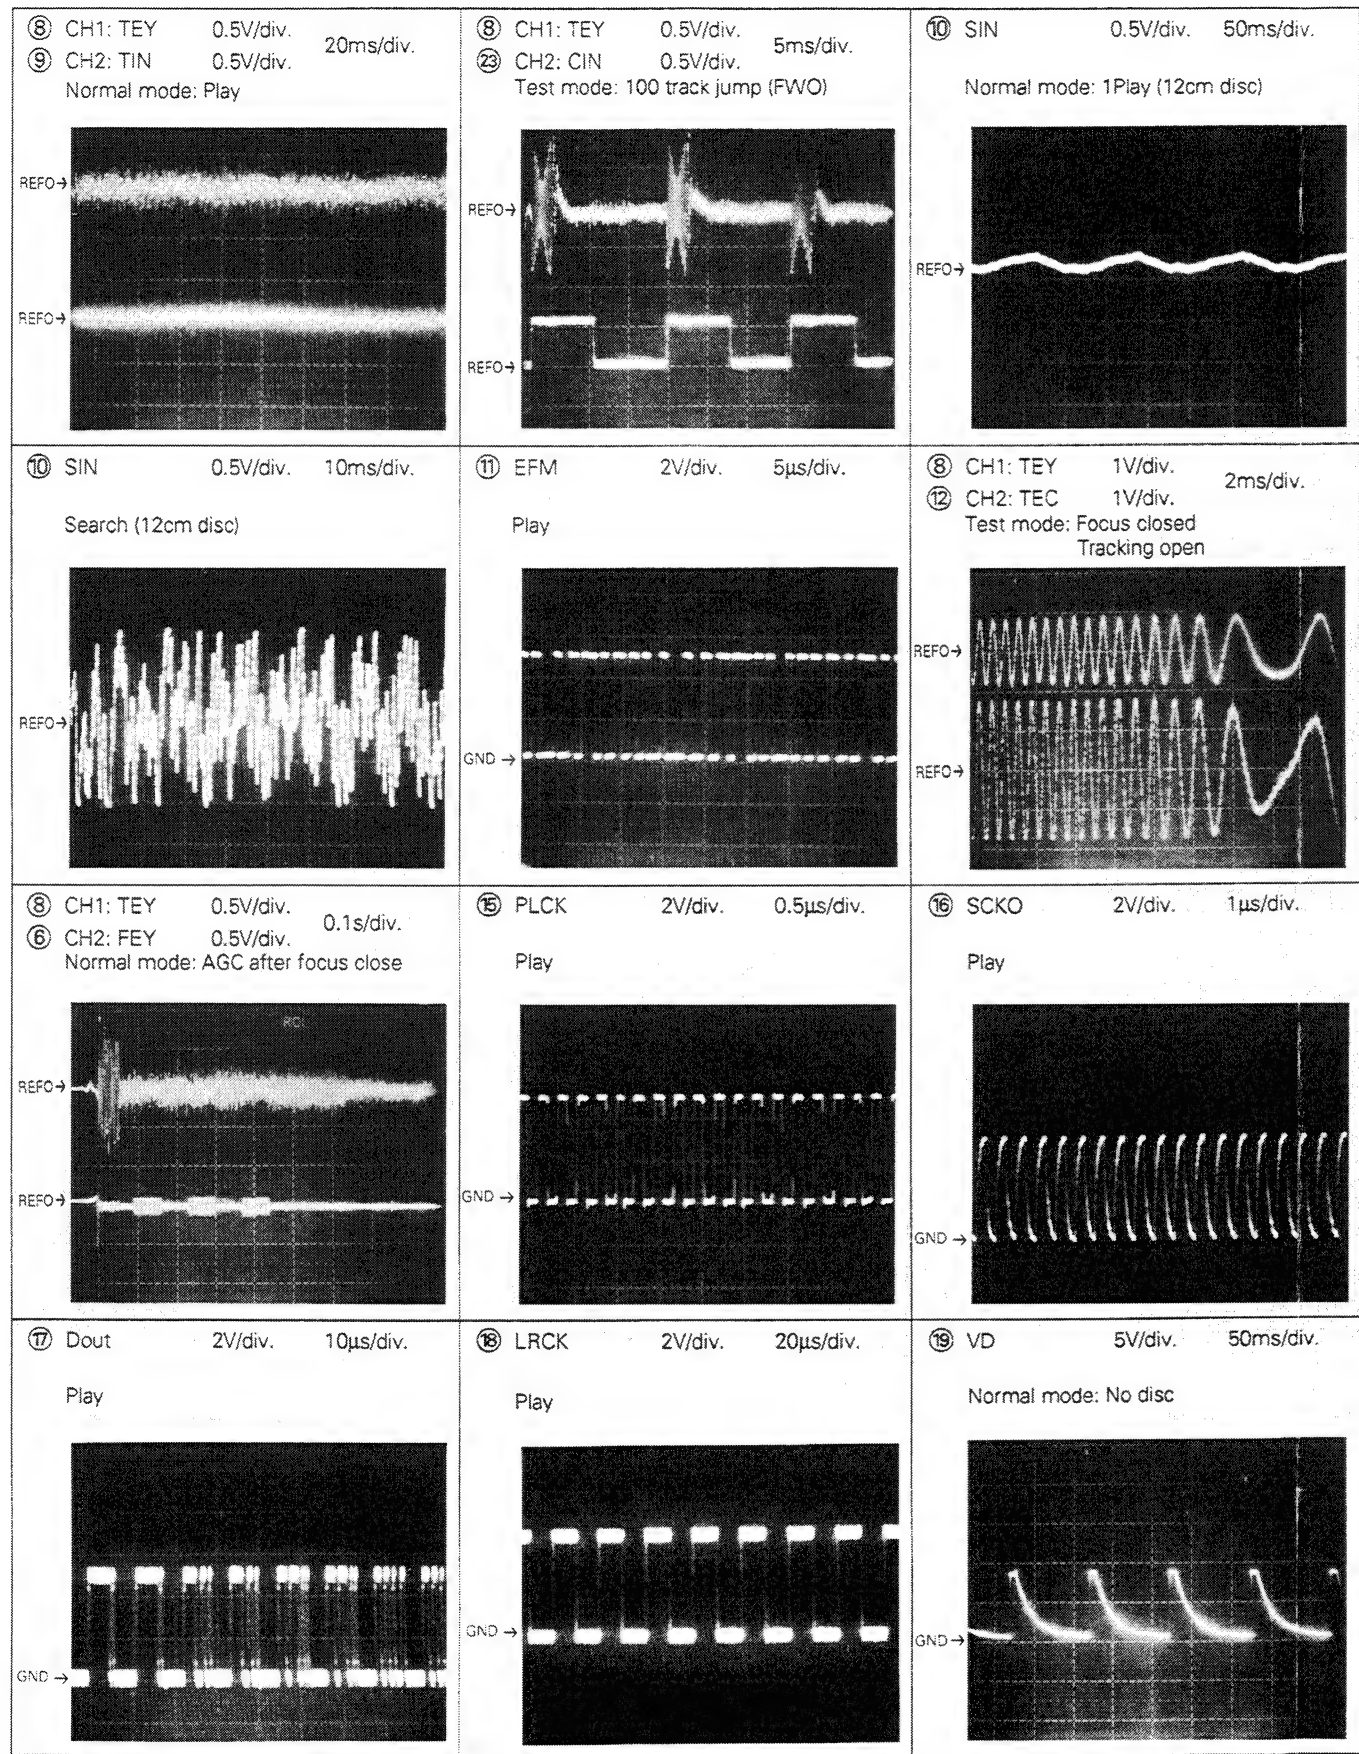 ⑧ CH1: TEY 0.5V/div. 20ms/div.
⑨ CH2: TIN 0.5V/div.
Normal mode: Play
REFO→
REFO→
⑧ CH1: TEY 0.5V/div. 5ms/div.
㉓ CH2: CIN 0.5V/div.
Test mode: 100 track jump (FWO)
REFO→
REFO→
⑩ SIN 0.5V/div. 50ms/div.
Normal mode: 1Play (12cm disc)
REFO→
⑩ SIN 0.5V/div. 10ms/div.
Search (12cm disc)
REFO→
⑪ EFM 2V/div. 5µs/div.
Play
GND →
⑧ CH1: TEY 1V/div. 2ms/div.
⑫ CH2: TEC 1V/div.
Test mode: Focus closed
Tracking open
REFO→
REFO→
⑧ CH1: TEY 0.5V/div. 0.1s/div.
⑥ CH2: FEY 0.5V/div.
Normal mode: AGC after focus close
REFO→
REFO→
⑮ PLCK 2V/div. 0.5µs/div.
Play
GND →
⑯ SCKO 2V/div. 1µs/div.
Play
GND →
⑰ Dout 2V/div. 10µs/div.
Play
GND →
⑱ LRCK 2V/div. 20µs/div.
Play
GND →
⑲ VD 5V/div. 50ms/div.
Normal mode: No disc
GND→